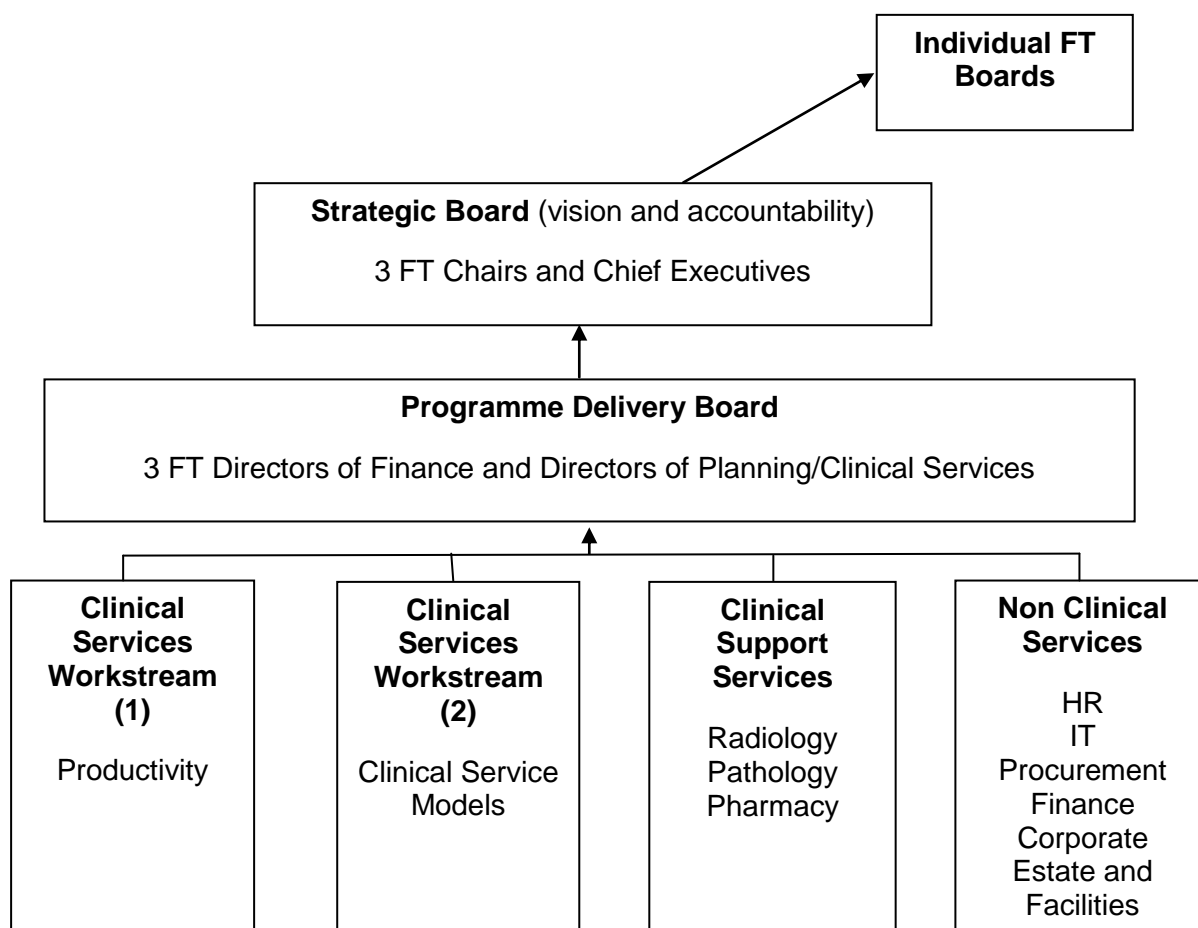 Individual FT
Boards
Strategic Board (vision and accountability)
3 FT Chairs and Chief Executives
Programme Delivery Board
3 FT Directors of Finance and Directors of Planning/Clinical Services
Clinical
Services
Workstream
(1)
Productivity
Clinical
Services
Workstream
(2)
Clinical Service
Models
Clinical
Support
Services
Radiology
Pathology
Pharmacy
Non Clinical
Services
HR
IT
Procurement
Finance
Corporate
Estate and
Facilities